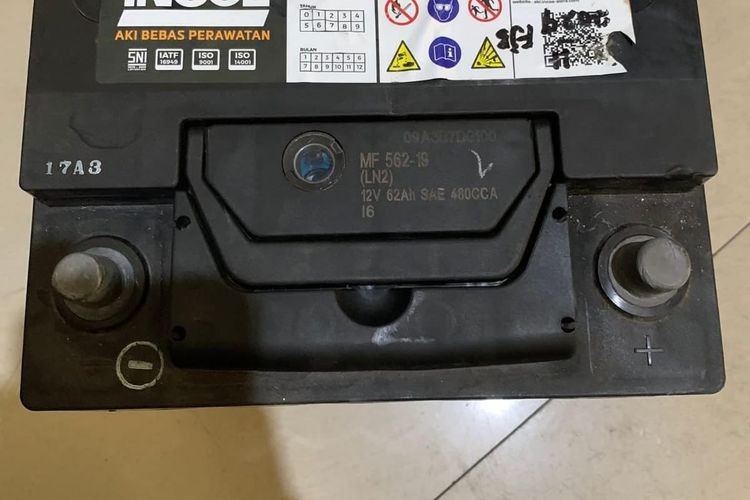 AKI BEBAS PERAWATAN
SNI
IATF
16949
ISO
9001
ISO
14001
TAHUN
0 1 2 3 4
5 6 7 8 9
BULAN
1 2 3 4 5 6
7 8 9 10 11 12
17A3
MF 562-19
(LN2)
12V 62Ah SAE 480CCA
I6
- +